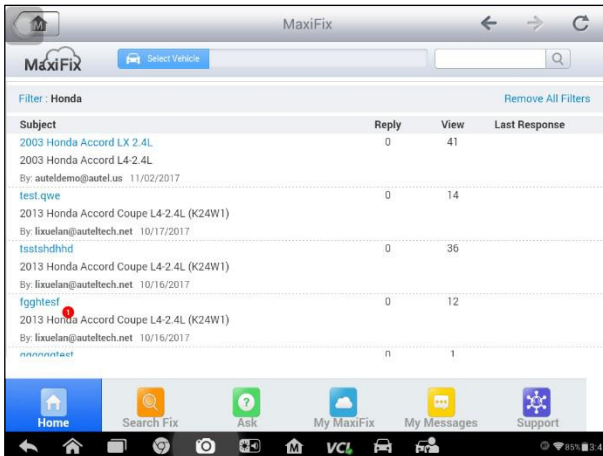 MaxiFix
MaxiFix
Select Vehicle
Filter : Honda
Remove All Filters
Subject Reply View Last Response
2003 Honda Accord LX 2.4L 0 41
2003 Honda Accord L4-2.4L
By: auteldemo@autel.us 11/02/2017
test.qwe 0 14
2013 Honda Accord Coupe L4-2.4L (K24W1)
By: lixuelan@auteltech.net 10/17/2017
tsstshdhhd 0 36
2013 Honda Accord Coupe L4-2.4L (K24W1)
By: lixuelan@auteltech.net 10/16/2017
fgghtesf 0 12
1
2013 Honda Accord Coupe L4-2.4L (K24W1)
By: lixuelan@auteltech.net 10/16/2017
0 1
Home Search Fix Ask My MaxiFix My Messages Support
M VCI 85% 3:4